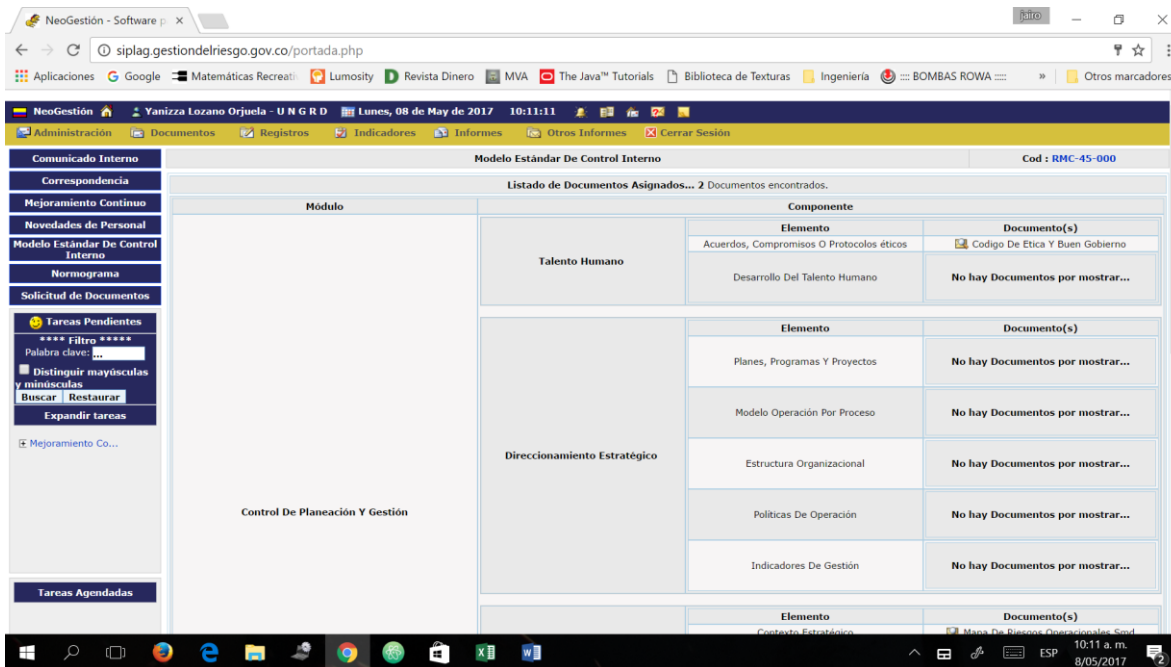 NeoGestión - Software p
jairo
siplag.gestiondelriesgo.gov.co/portada.php
Aplicaciones Google Matemáticas Recreati Lumosity Revista Dinero MVA The Java™ Tutorials Biblioteca de Texturas Ingeniería :::: BOMBAS ROWA :::: » Otros marcadores
NeoGestión Yanizza Lozano Orjuela - U N G R D Lunes, 08 de May de 2017 10:11:11
Administración Documentos Registros Indicadores Informes Otros Informes Cerrar Sesión
Comunicado Interno
Correspondencia
Mejoramiento Continuo
Novedades de Personal
Modelo Estándar De Control
Interno
Normograma
Solicitud de Documentos
Tareas Pendientes
**** Filtro *****
Palabra clave: ...
Distinguir mayúsculas
y minúsculas
Buscar Restaurar
Expandir tareas
Mejoramiento Co...
Tareas Agendadas
Modelo Estándar De Control Interno Cod : RMC-45-000
Listado de Documentos Asignados... 2 Documentos encontrados.
Módulo Componente
Control De Planeación Y Gestión
Talento Humano
Elemento Documento(s)
Acuerdos, Compromisos O Protocolos éticos Codigo De Etica Y Buen Gobierno
Desarrollo Del Talento Humano No hay Documentos por mostrar...
Direccionamiento Estratégico
Elemento Documento(s)
Planes, Programas Y Proyectos No hay Documentos por mostrar...
Modelo Operación Por Proceso No hay Documentos por mostrar...
Estructura Organizacional No hay Documentos por mostrar...
Políticas De Operación No hay Documentos por mostrar...
Indicadores De Gestión No hay Documentos por mostrar...
Elemento Documento(s)
Contexto Estratégico Mapa De Riesgos Operacionales Smd
ESP
10:11 a. m.
8/05/2017